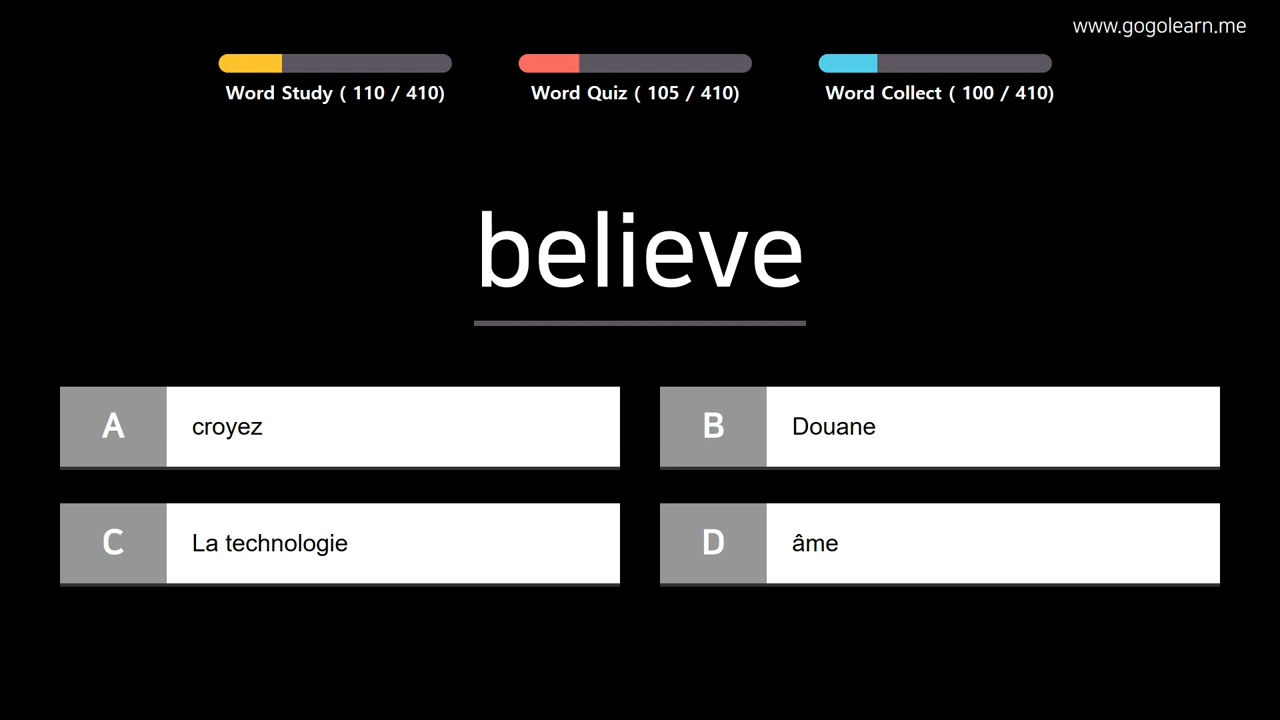 www.gogolearn.me
Word Study ( 110 / 410)
Word Quiz ( 105 / 410)
Word Collect ( 100 / 410)
believe
A croyez
B Douane
C La technologie
D âme